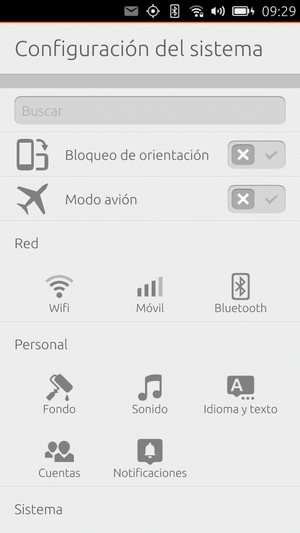 09:29
Configuración del sistema
Buscar
Bloqueo de orientación
Modo avión
Red
Wifi Móvil Bluetooth
Personal
A
Fondo Sonido Idioma y texto
Cuentas Notificaciones
Sistema